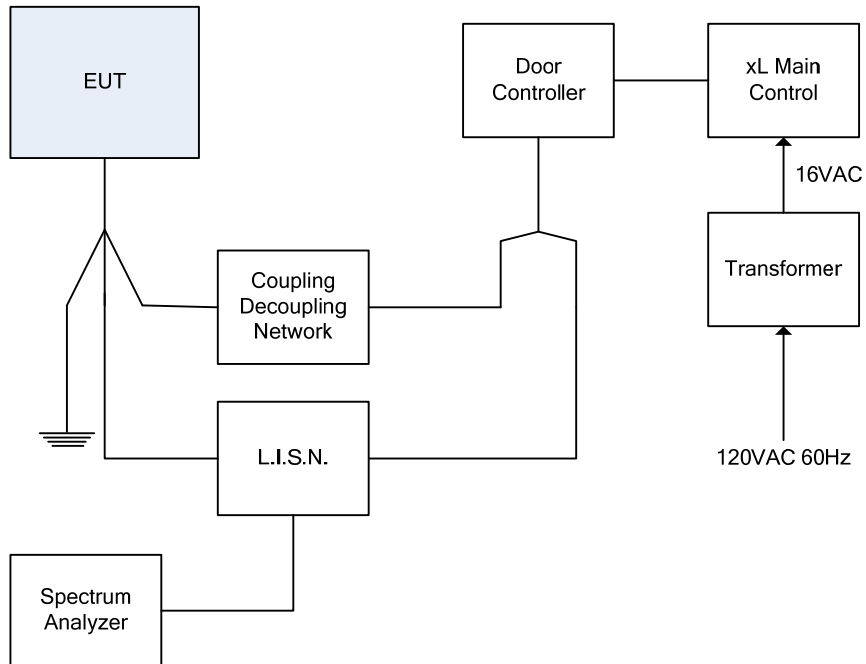 EUT
Door
Controller
xL Main
Control
16VAC
Transformer
Coupling
Decoupling
Network
L.I.S.N.
120VAC 60Hz
Spectrum
Analyzer